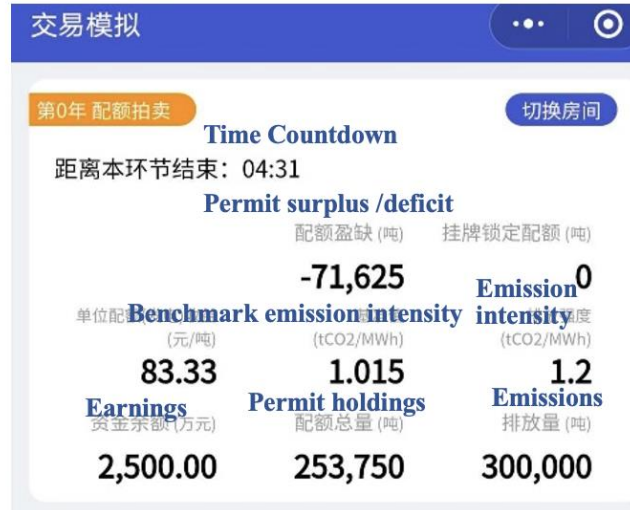 交易模拟
第0年 配额拍卖
切换房间
Time Countdown
距离本环节结束：04:31
Permit surplus /deficit
配额盈缺 (吨)
挂牌锁定配额 (吨)
-71,625
0
Emission
intensity
Benchmark emission intensity
单位配
(元/吨)
(tCO2/MWh)
(tCO2/MWh)
83.33
1.015
1.2
Earnings
Permit holdings
Emissions
资金余额 (万元)
配额总量 (吨)
排放量 (吨)
2,500.00
253,750
300,000